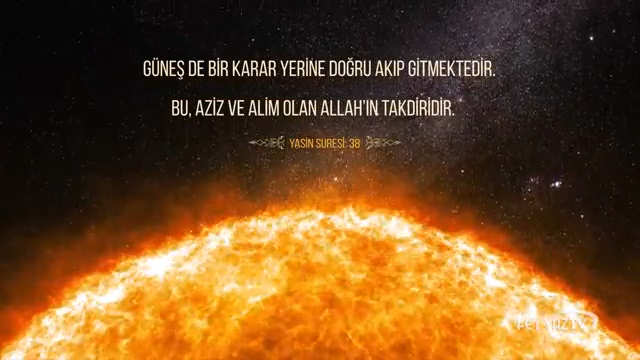 GÜNEŞ DE BİR KARAR YERİNE DOĞRU AKIP GİTMEKTEDİR.
BU, AZİZ VE ALİM OLAN ALLAH'IN TAKDİRİDİR.
YASİN SURESİ: 38